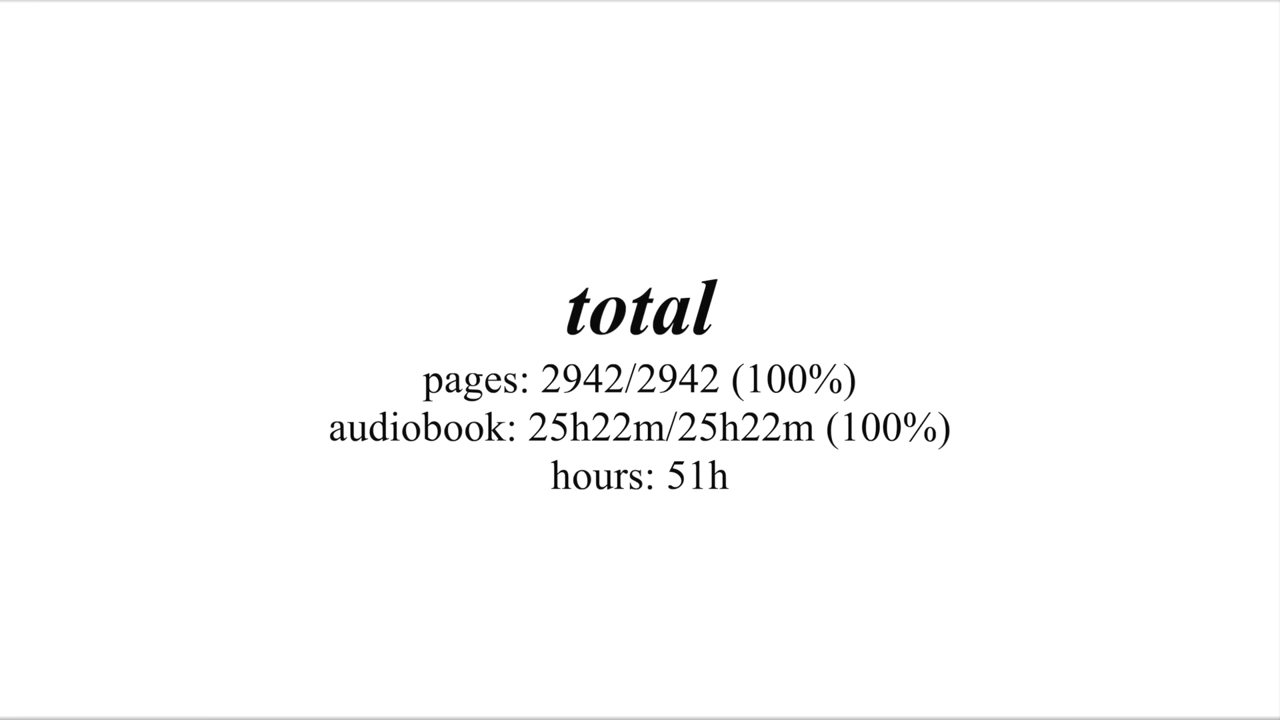 total
pages: 2942/2942 (100%)
audiobook: 25h22m/25h22m (100%)
hours: 51h